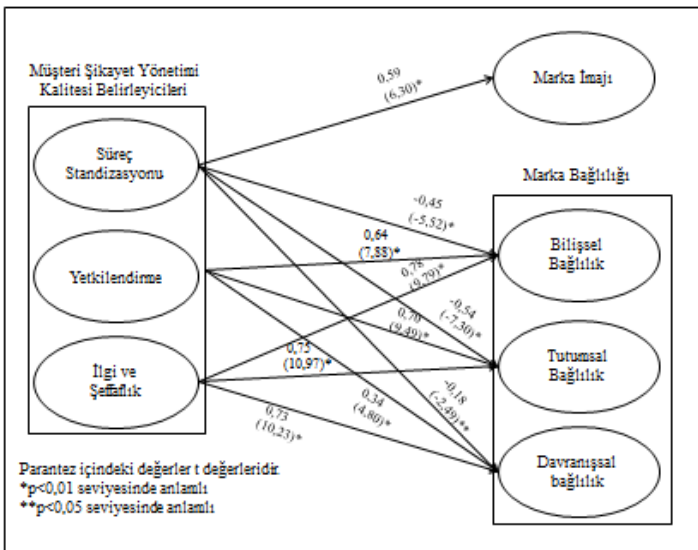 Müşteri Şikayet Yönetimi
Kalitesi Belirleyicileri
Süreç
Standizasyonu
Yetkilendirme
İlgi ve
Şeffaflık
0,59
(6,30)*
Marka İmajı
Marka Bağlılığı
-0,45
(-5,52)*
0,64
(7,88)*
0,78
(9,79)*
Bilişsel
Bağlılık
-0,54
(-7,30)*
0,70
(9,49)*
0,75
(10,97)*
Tutumsal
Bağlılık
-0,18
(-2,49)**
0,34
(4,80)*
0,73
(10,23)*
Davranışsal
bağlılık
Parantez içindeki değerler t değerleridir
*p<0,01 seviyesinde anlamlı
**p<0,05 seviyesinde anlamlı